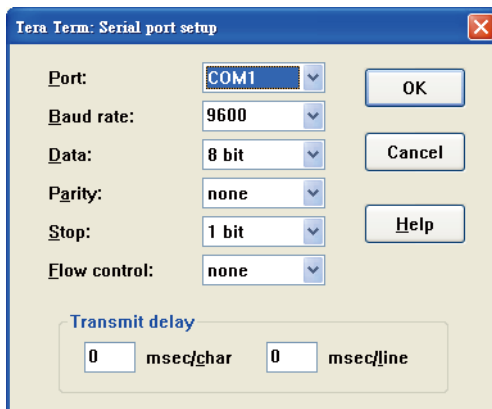 Tera Term: Serial port setup
Port: COM1 OK
Baud rate: 9600
Data: 8 bit Cancel
Parity: none
Stop: 1 bit Help
Flow control: none
Transmit delay
0 msec/char 0 msec/line